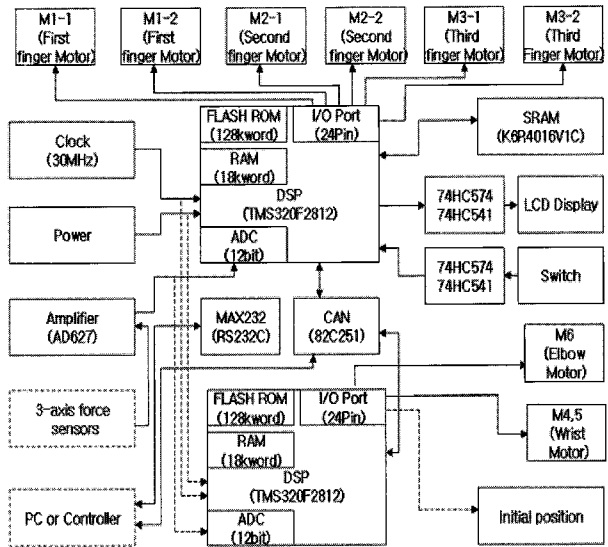 M1-1
(First
finger Motor)
M1-2
(First
finger Motor)
M2-1
(Second
finger Motor)
M2-2
(Second
finger Motor)
M3-1
(Third
finger Motor)
M3-2
(Third
Finger Motor)
Clock
(30MHz)
Power
Amplifier
(AD627)
3-axis force
sensors
PC or Controller
FLASH ROM
(128kword)
I/O Port
(24Pin)
RAM
(18kword)
DSP
(TMS320F2812)
ADC
(12bit)
SRAM
(K6R4016V1C)
74HC574
74HC541
LCD Display
74HC574
74HC541
Switch
MAX232
(RS232C)
CAN
(82C251)
FLASH ROM
(128kword)
I/O Port
(24Pin)
RAM
(18kword)
DSP
(TMS320F2812)
ADC
(12bit)
M6
(Elbow
Motor)
M4,5
(Wrist
Motor)
Initial position